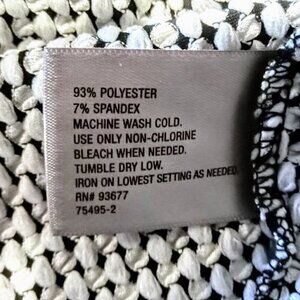 93% POLYESTER
7% SPANDEX
MACHINE WASH COLD.
USE ONLY NON-CHLORINE
BLEACH WHEN NEEDED.
TUMBLE DRY LOW.
IRON ON LOWEST SETTING AS NEEDED
RN# 93677
75495-2